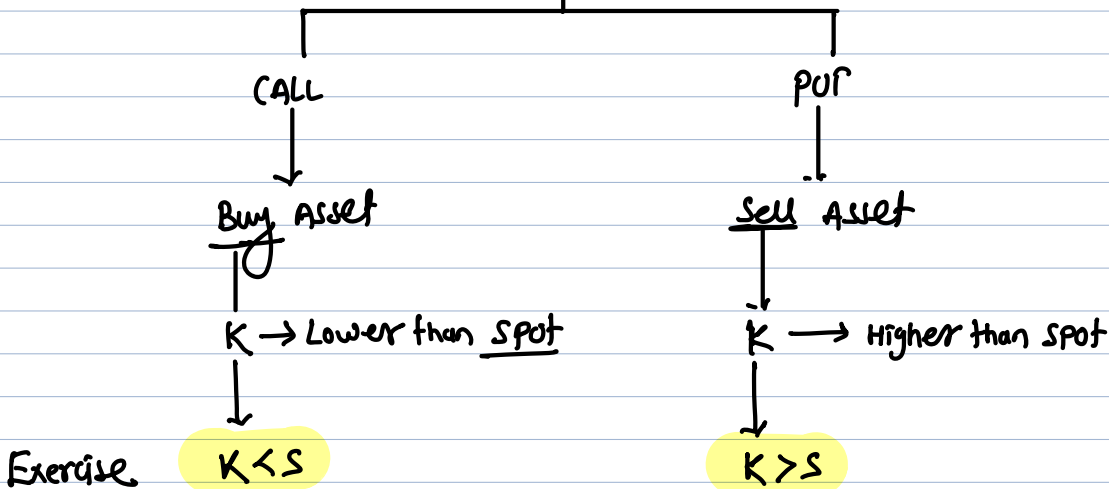 CALL PUT
Buy Asset Sell Asset
K → Lower than spot K → Higher than spot
Exercise K < S K > S